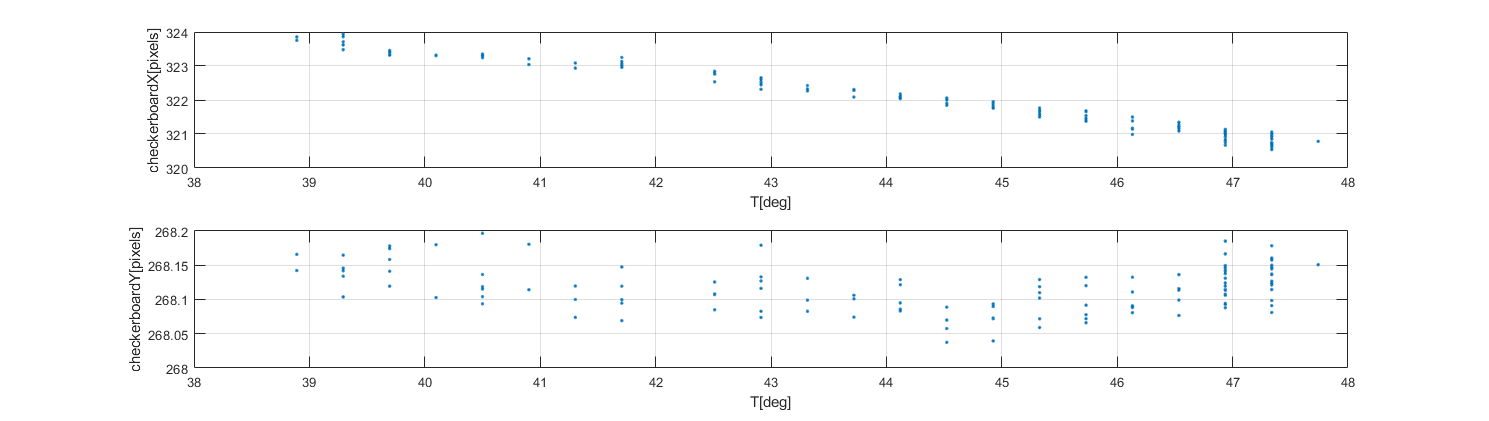 checkerboardX[pixels]
324
323
322
321
320
38 39 40 41 42 43 44 45 46 47 48
T[deg]
checkerboardY[pixels]
268.2
268.15
268.1
268.05
268
38 39 40 41 42 43 44 45 46 47 48
T[deg]